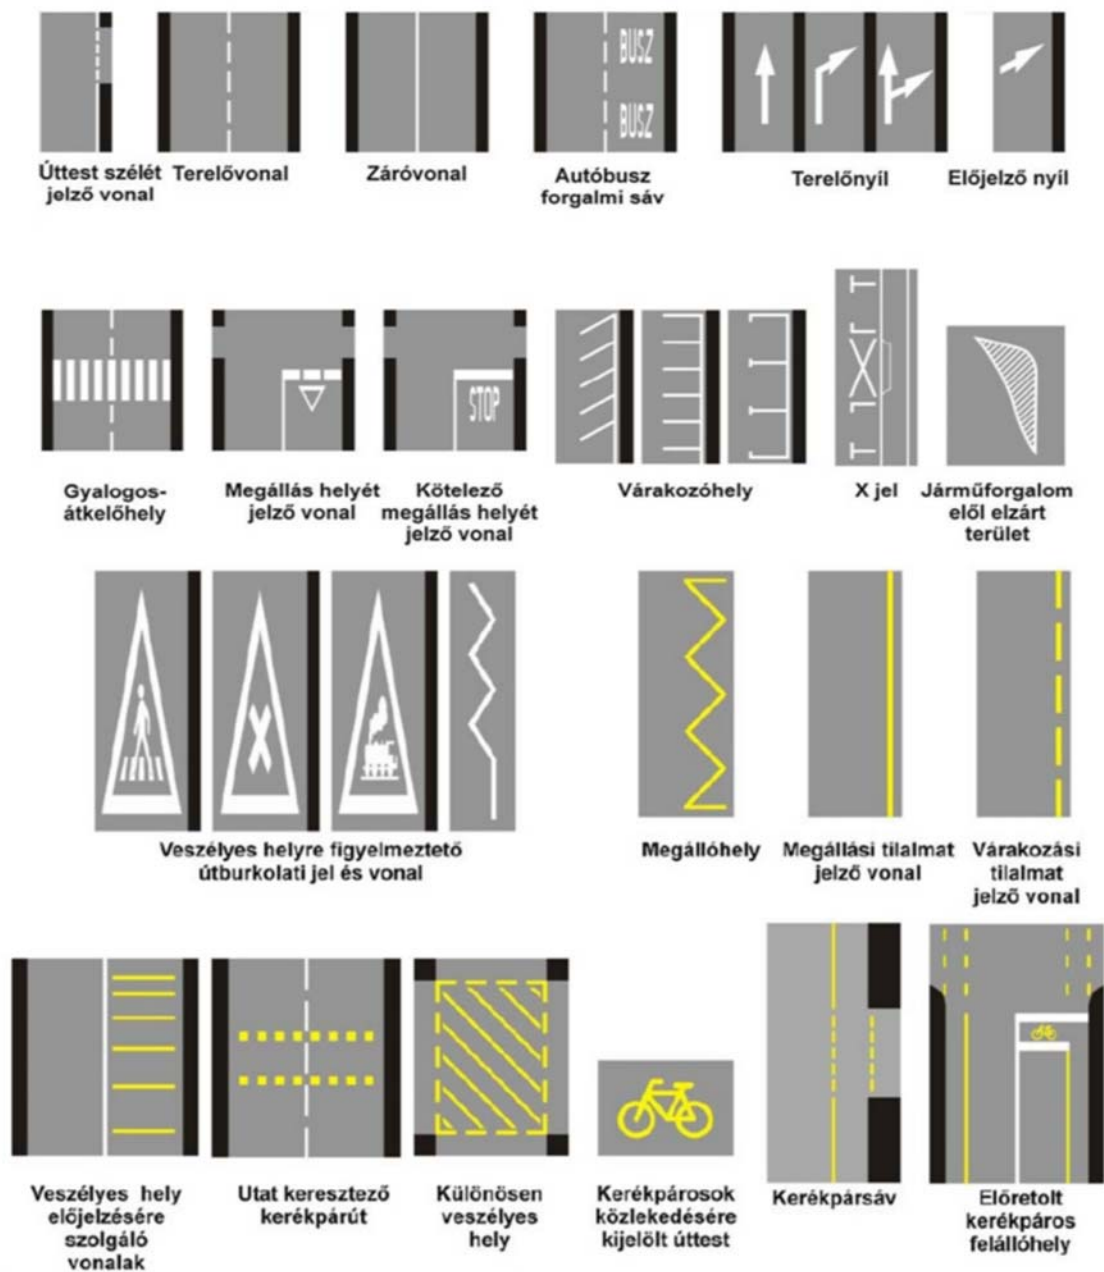 BUSZ
BUSZ
Úttest szélét
jelző vonal
Terelővonal
Záróvonal
Autóbusz
forgalmi sáv
Terelőnyíl
Előjelző nyíl
STOP
Gyalogos-
átkelőhely
Megállás helyét
jelző vonal
Kötelező
megállás helyét
jelző vonal
Várakozóhely
X jel
Járműforgalom
elől elzárt
terület
Veszélyes helyre figyelmeztető
útburkolati jel és vonal
Megállóhely
Megállási tilalmat
jelző vonal
Várakozási
tilalmat
jelző vonal
Veszélyes hely
előjelzésére
szolgáló
vonalak
Utat keresztező
kerékpárút
Különösen
veszélyes
hely
Kerékpárosok
közlekedésére
kijelölt úttest
Kerékpársáv
Előretolt
kerékpáros
felállóhely